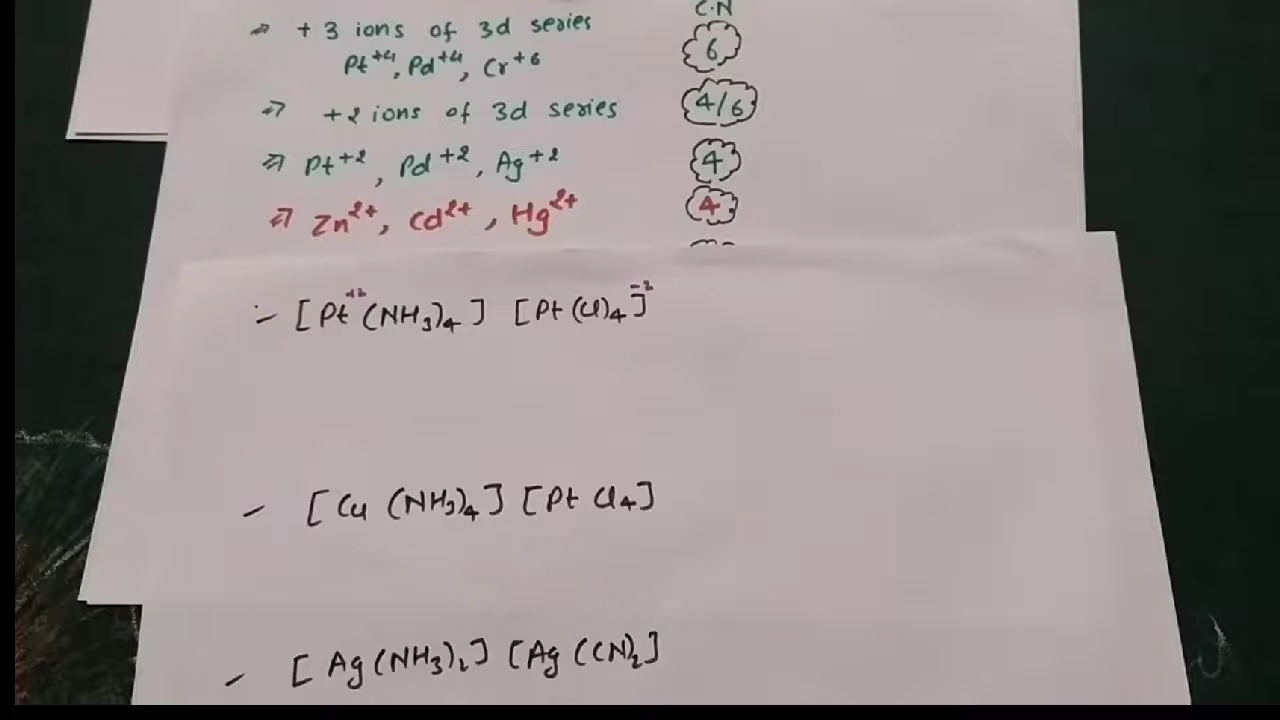 C.N
⇒ +3 ions of 3d series 6
Pt⁺⁴, Pd⁺⁴, Cr⁺⁶
⇒ +2 ions of 3d series 4/6
⇒ Pt⁺², Pd⁺², Ag⁺² 4
⇒ Zn²⁺, Cd²⁺, Hg²⁺ 4
:- [Pt⁺²(NH₃)₄] [Pt(Cl)₄]⁻²
- [Cu (NH₃)₄] [Pt Cl₄]
- [Ag(NH₃)₂] [Ag(CN)₂]